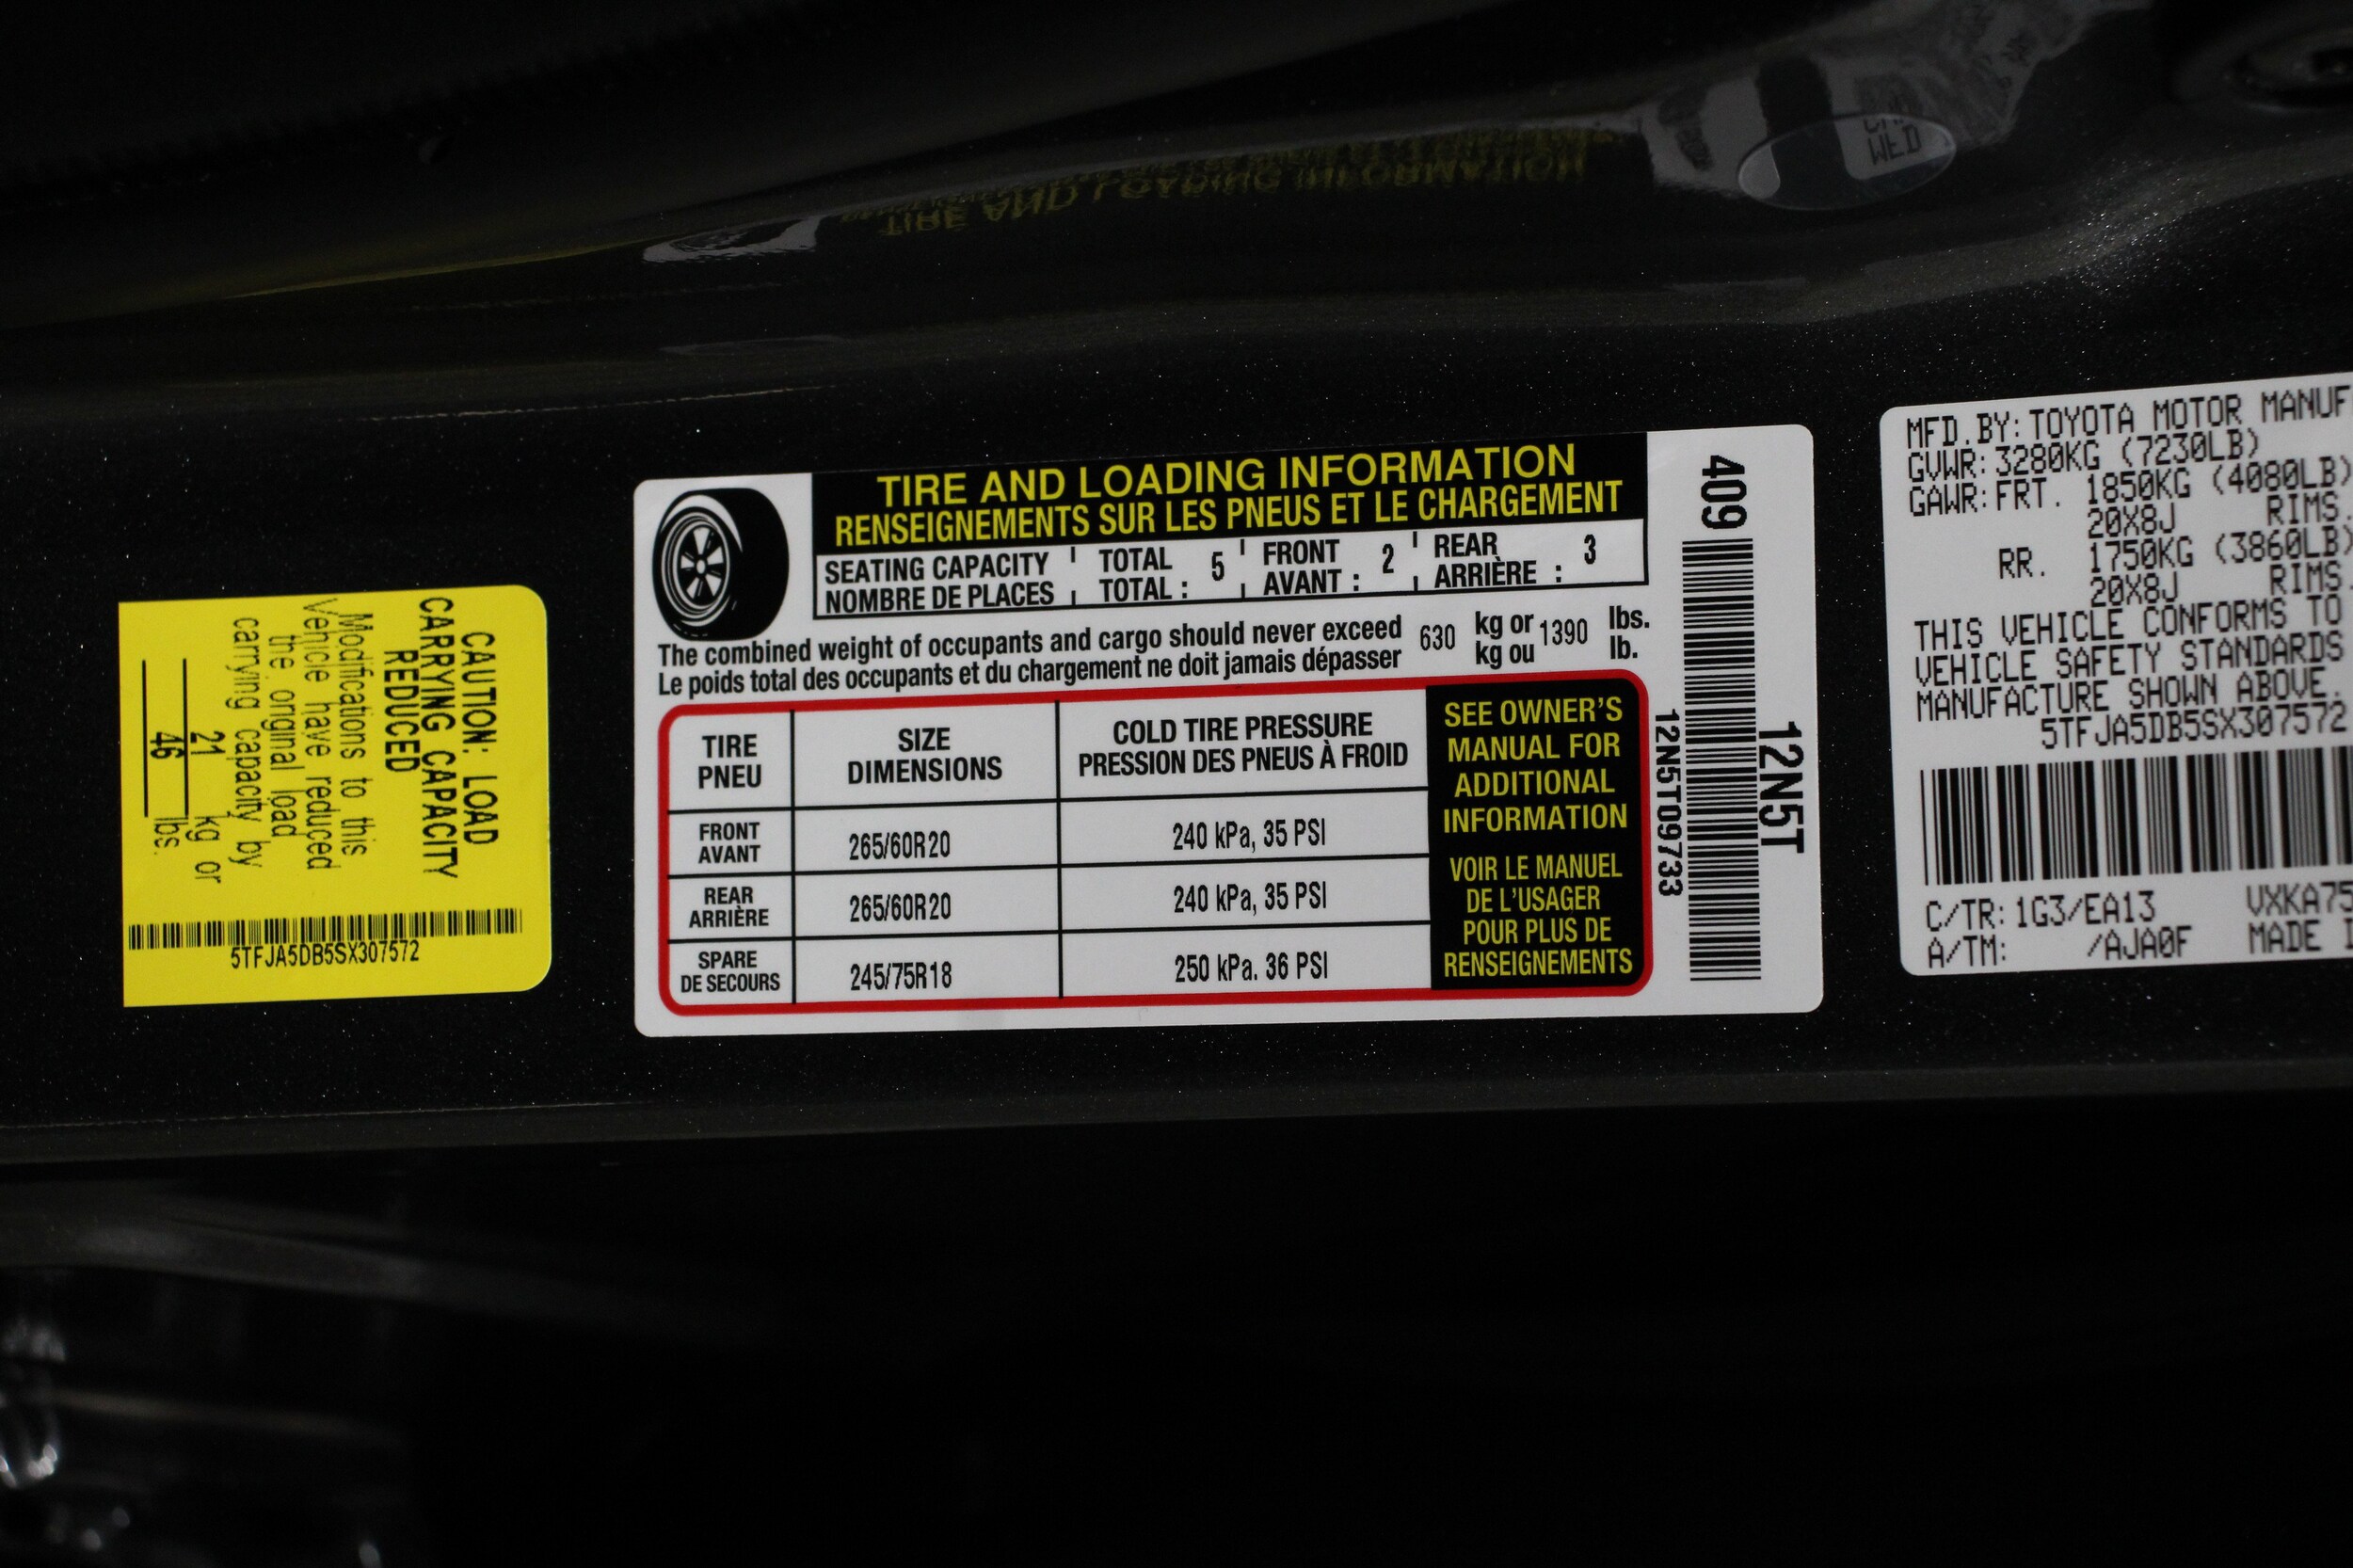 CAUTION: LOAD
CARRYING CAPACITY
REDUCED
Modifications to this
Vehicle have reduced
the original load
carrying capacity by
21 kg or
46 lbs.
5TFJA5DB5SX307572
TIRE AND LOADING INFORMATION
RENSEIGNEMENTS SUR LES PNEUS ET LE CHARGEMENT
SEATING CAPACITY TOTAL 5 FRONT 2 REAR 3
NOMBRE DE PLACES TOTAL : AVANT : ARRIÈRE :
The combined weight of occupants and cargo should never exceed 630 kg or 1390 lbs.
Le poids total des occupants et du chargement ne doit jamais dépasser kg ou lb.
TIRE SIZE COLD TIRE PRESSURE
PNEU DIMENSIONS PRESSION DES PNEUS À FROID
FRONT
AVANT 265/60R20 240 kPa, 35 PSI
REAR
ARRIÈRE 265/60R20 240 kPa, 35 PSI
SPARE
DE SECOURS 245/75R18 250 kPa. 36 PSI
SEE OWNER'S
MANUAL FOR
ADDITIONAL
INFORMATION
VOIR LE MANUEL
DE L'USAGER
POUR PLUS DE
RENSEIGNEMENTS
409
12N5T09733
12N5T
MFD.BY:TOYOTA MOTOR MANUF
GVWR:3280KG (7230LB)
GAWR:FRT. 1850KG (4080LB)
20X8J RIMS.
RR. 1750KG (3860LB)
20X8J RIMS.
THIS VEHICLE CONFORMS TO
VEHICLE SAFETY STANDARDS
MANUFACTURE SHOWN ABOVE.
5TFJA5DB5SX307572
C/TR:1G3/EA13 VXKA75
A/TM: /AJA0F MADE